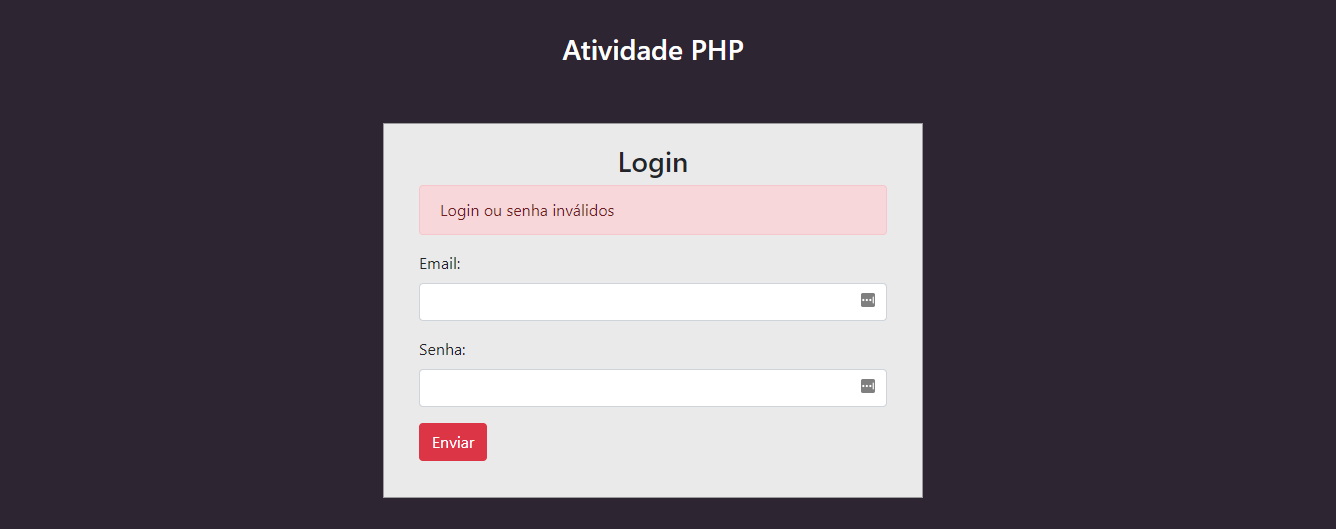 Atividade PHP
Login
Login ou senha inválidos
Email:
Senha:
Enviar